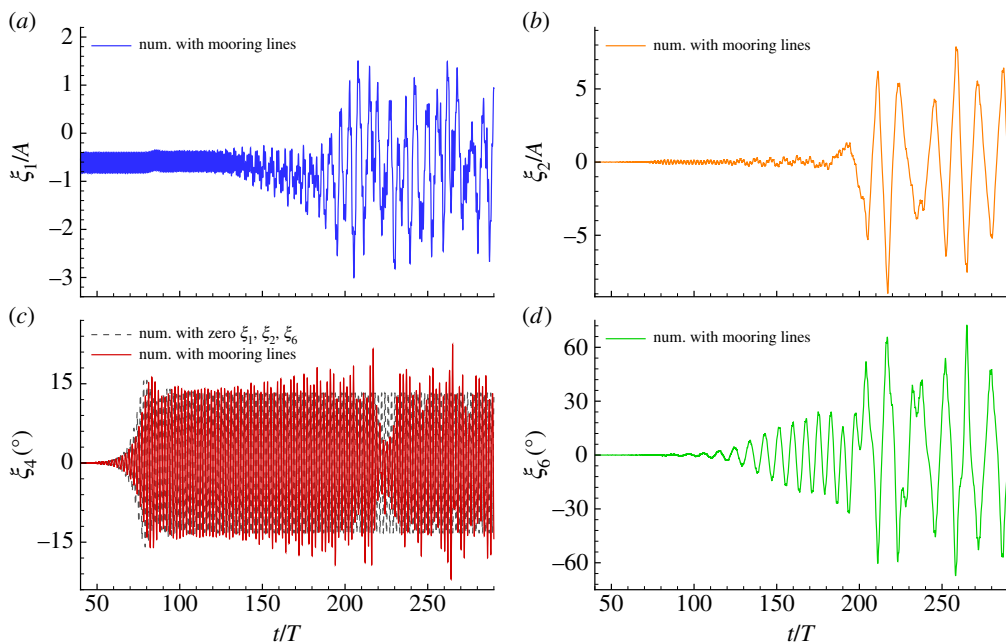 (a)
2
1
0
−1
−2
−3
ξ1/A
num. with mooring lines
(b)
5
0
−5
ξ2/A
num. with mooring lines
(c)
15
0
−15
ξ4(°)
num. with zero ξ1, ξ2, ξ6
num. with mooring lines
50 100 150 200 250
t/T
(d)
60
30
0
−30
−60
ξ6(°)
num. with mooring lines
50 100 150 200 250
t/T